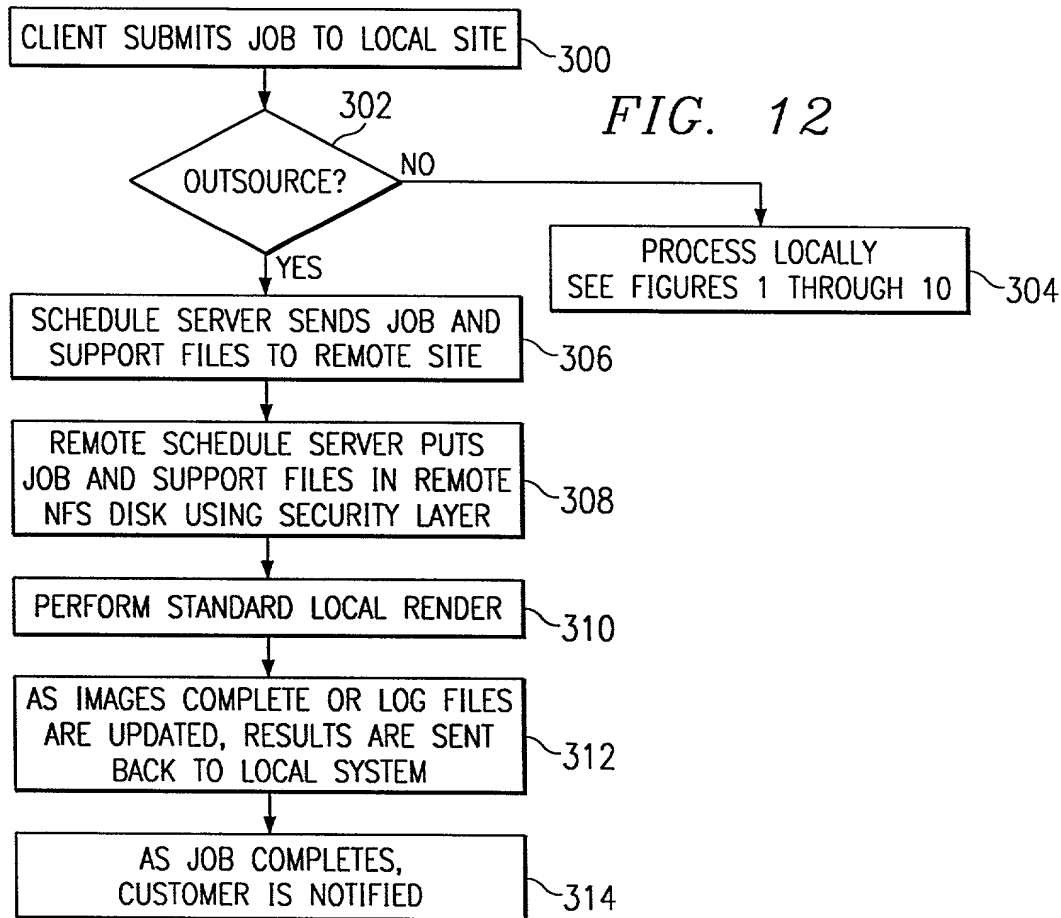 CLIENT SUBMITS JOB TO LOCAL SITE
300
FIG. 12
302
OUTSOURCE?
NO
YES
PROCESS LOCALLY
SEE FIGURES 1 THROUGH 10
304
SCHEDULE SERVER SENDS JOB AND
SUPPORT FILES TO REMOTE SITE
306
REMOTE SCHEDULE SERVER PUTS
JOB AND SUPPORT FILES IN REMOTE
NFS DISK USING SECURITY LAYER
308
PERFORM STANDARD LOCAL RENDER
310
AS IMAGES COMPLETE OR LOG FILES
ARE UPDATED, RESULTS ARE SENT
BACK TO LOCAL SYSTEM
312
AS JOB COMPLETES,
CUSTOMER IS NOTIFIED
314